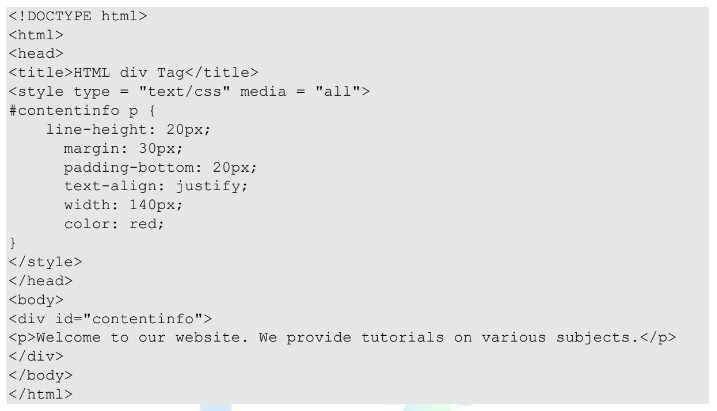 <!DOCTYPE html>
<html>
<head>
<title>HTML div Tag</title>
<style type = "text/css" media = "all">
#contentinfo p {
    line-height: 20px;
      margin: 30px;
      padding-bottom: 20px;
      text-align: justify;
      width: 140px;
      color: red;
}
</style>
</head>
<body>
<div id="contentinfo">
<p>Welcome to our website. We provide tutorials on various subjects.</p>
</div>
</body>
</html>